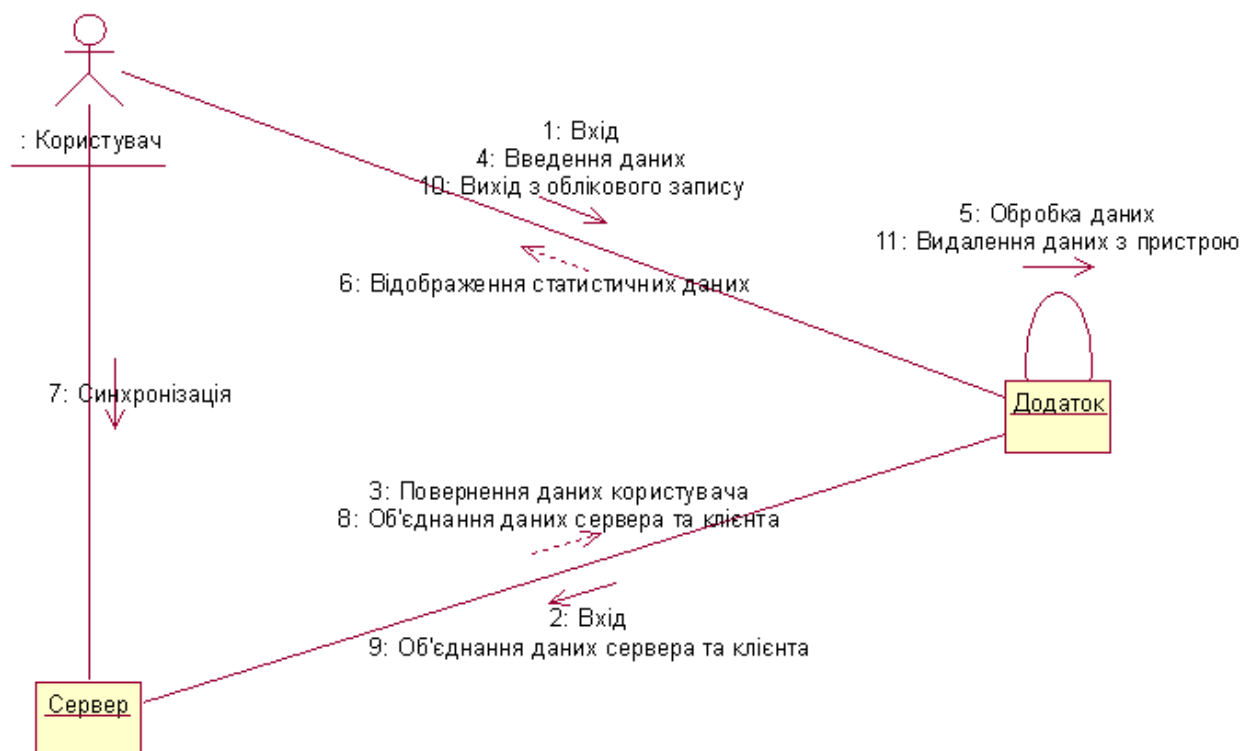 : Користувач
1: Вхід
4: Введення даних
10: Вихід з облікового запису
5: Обробка даних
11: Видалення даних з пристрою
6: Відображення статистичних даних
7: Синхронізація
Додаток
3: Повернення даних користувача
8: Об'єднання даних сервера та клієнта
2: Вхід
9: Об'єднання даних сервера та клієнта
Сервер